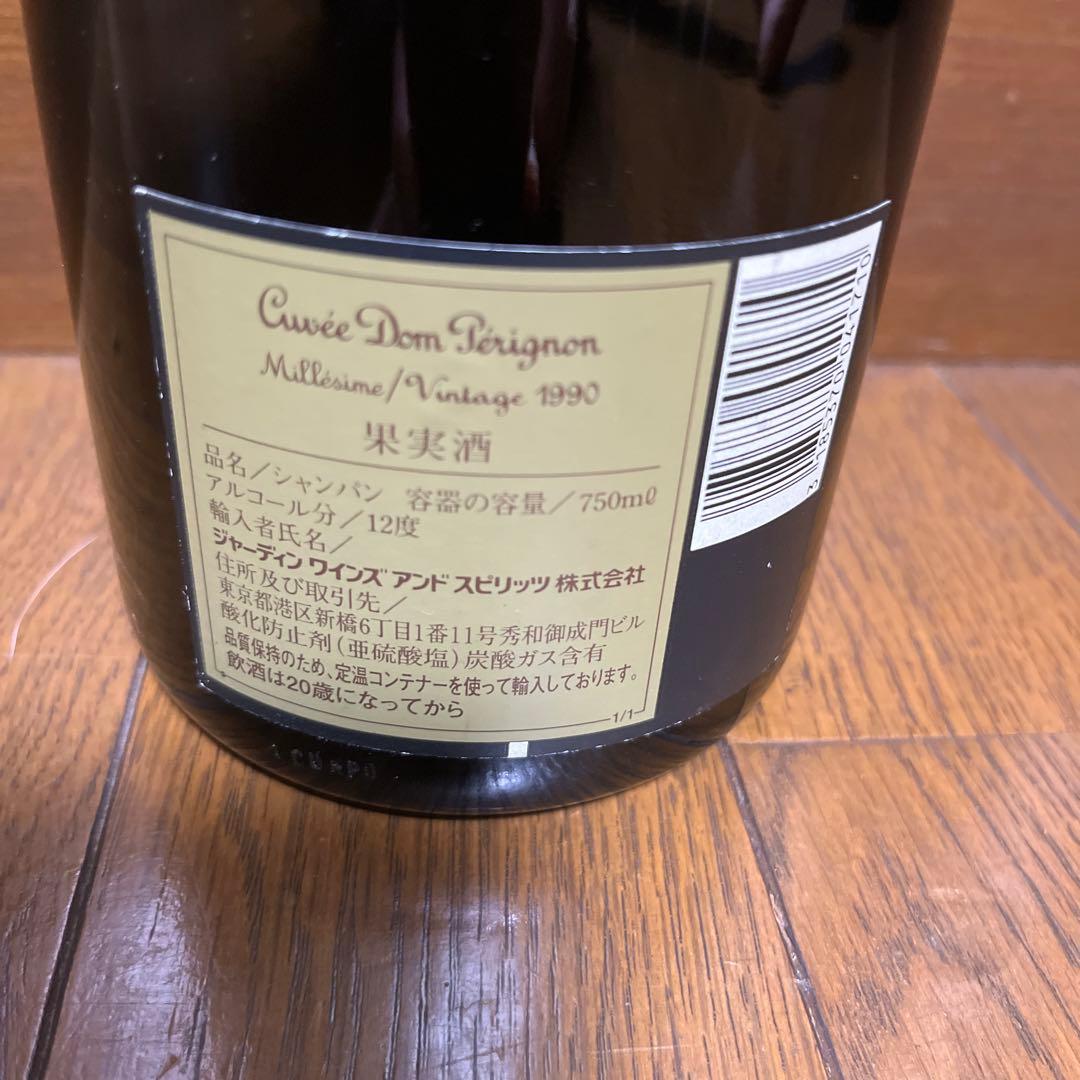 Cuvée Dom Pérignon
Millésime/Vintage 1990
果実酒
品名／シャンパン 容器の容量／750mℓ
アルコール分／12度
輸入者氏名／
ジャーディン ワインズ アンド スピリッツ 株式会社
住所及び取引先／
東京都港区新橋6丁目1番11号秀和御成門ビル
酸化防止剤(亜硫酸塩)炭酸ガス含有
品質保持のため、定温コンテナーを使って輸入しております。
飲酒は20歳になってから
1/1